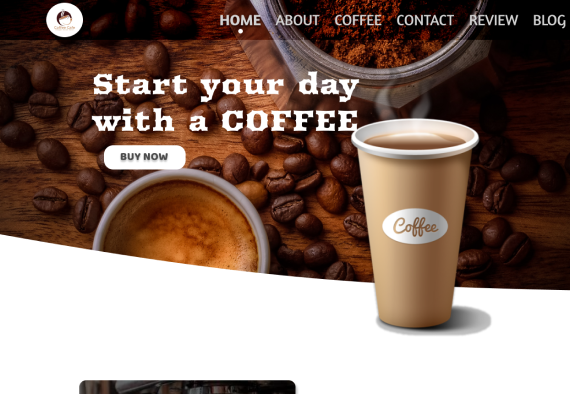 HOME ABOUT COFFEE CONTACT REVIEW BLOG
Start your day
with a COFFEE
BUY NOW
Coffee